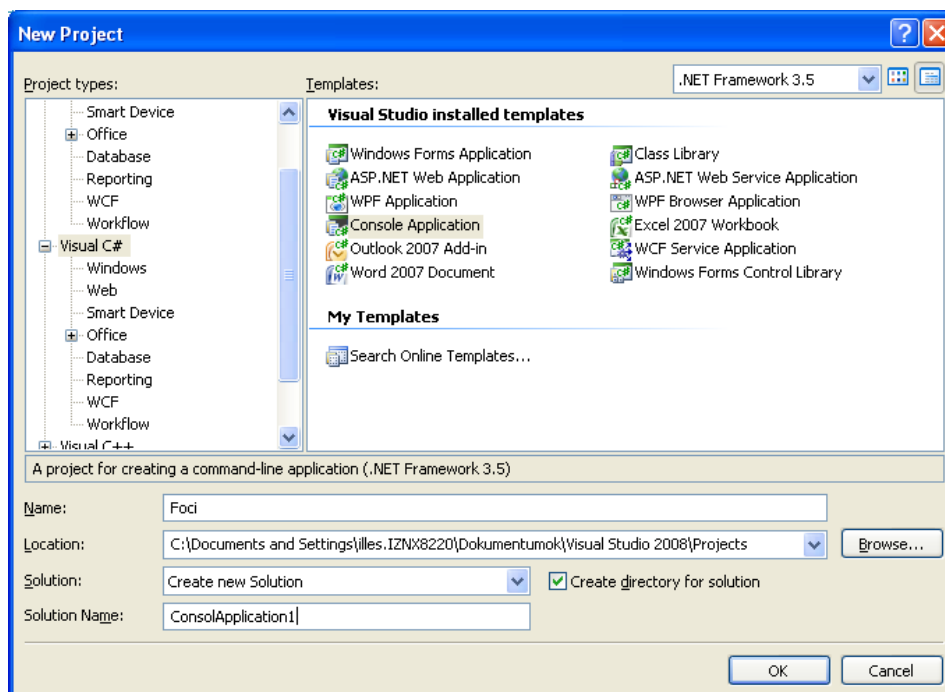 New Project
Project types:
Templates:
.NET Framework 3.5
Smart Device
Office
Database
Reporting
WCF
Workflow
Visual C#
Windows
Web
Smart Device
Office
Database
Reporting
WCF
Workflow
Visual C++
Visual Studio installed templates
Windows Forms Application
Class Library
ASP.NET Web Application
ASP.NET Web Service Application
WPF Application
WPF Browser Application
Console Application
Excel 2007 Workbook
Outlook 2007 Add-in
WCF Service Application
Word 2007 Document
Windows Forms Control Library
My Templates
Search Online Templates...
A project for creating a command-line application (.NET Framework 3.5)
Name:
Foci
Location:
C:\Documents and Settings\illes.IZNX8220\Dokumentumok\Visual Studio 2008\Projects
Browse...
Solution:
Create new Solution
Create directory for solution
Solution Name:
ConsolApplication1
OK
Cancel